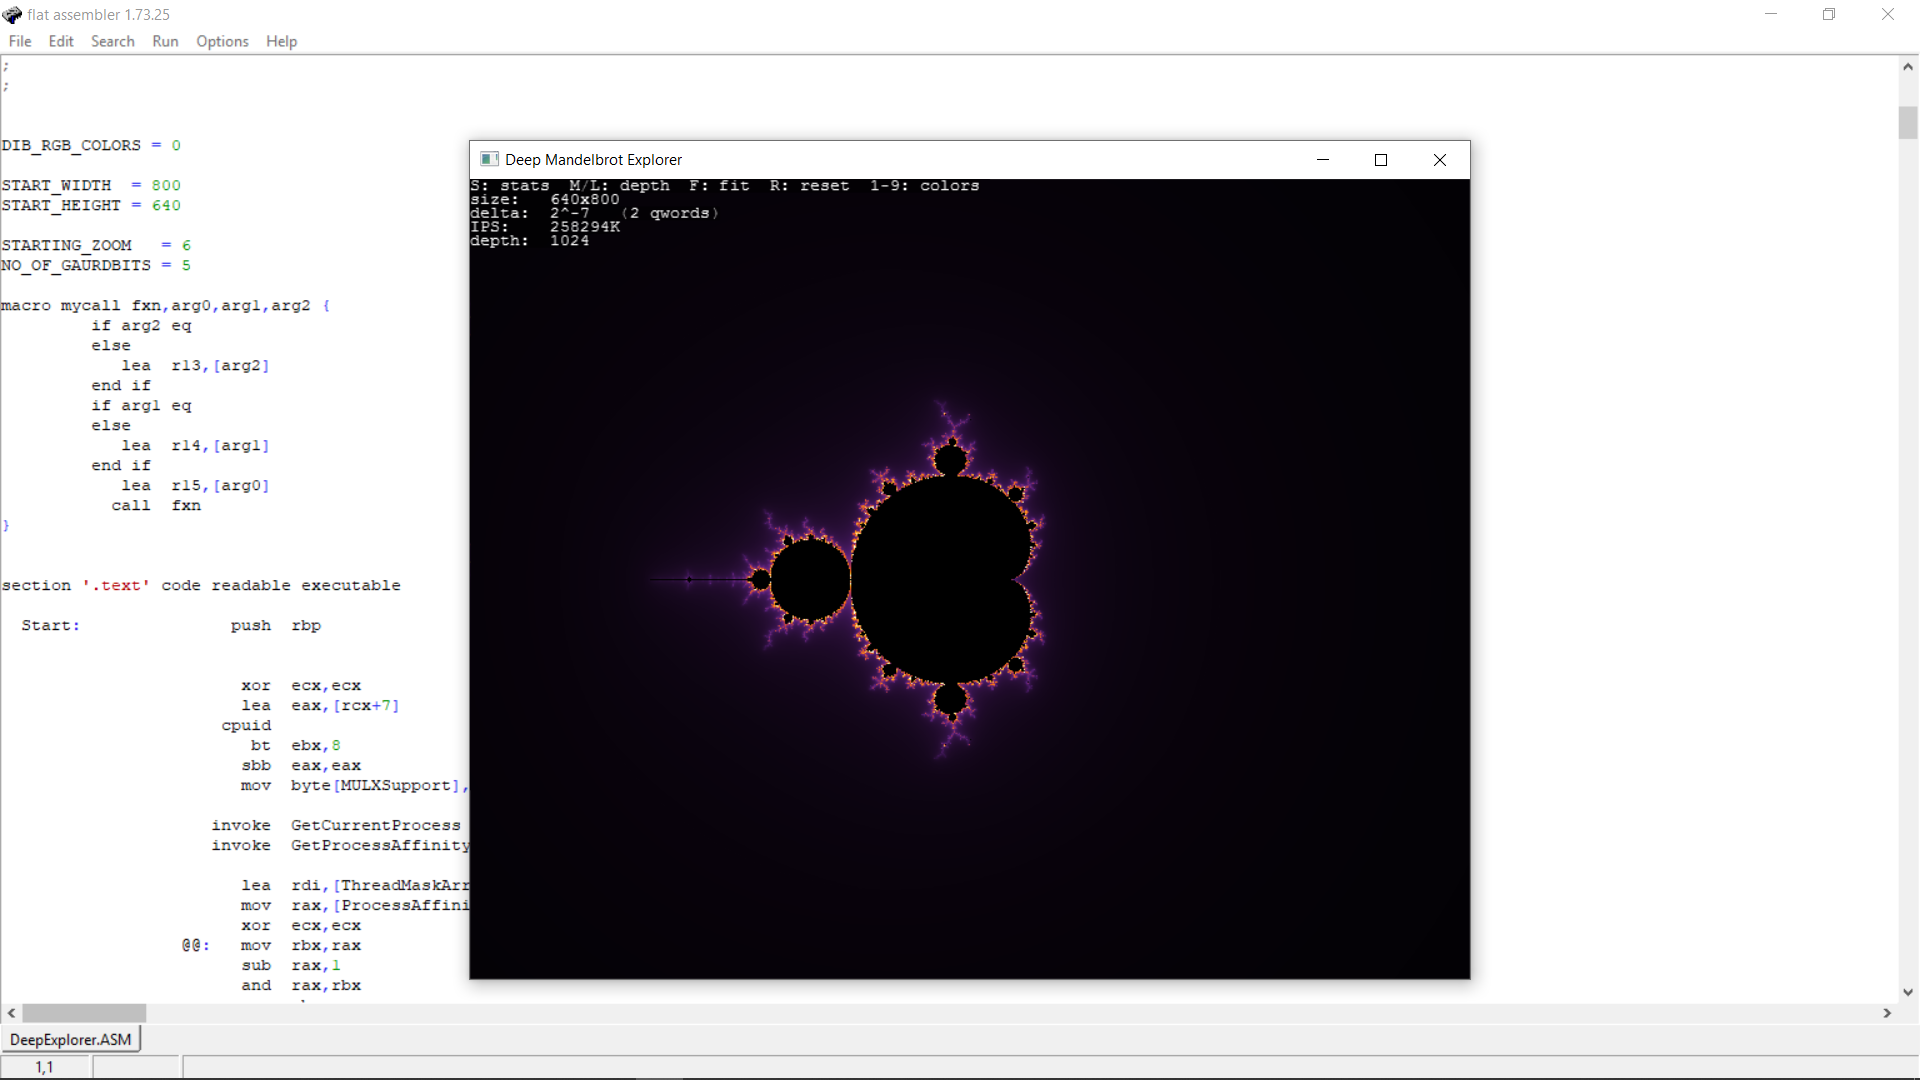 flat assembler 1.73.25
File Edit Search Run Options Help
;
;
DIB_RGB_COLORS = 0
START_WIDTH = 800
START_HEIGHT = 640
STARTING_ZOOM = 6
NO_OF_GAURDBITS = 5
macro mycall fxn,arg0,arg1,arg2 {
if arg2 eq
else
lea r13,[arg2]
end if
if arg1 eq
else
lea r14,[arg1]
end if
lea r15,[arg0]
call fxn
}
section '.text' code readable executable
Start: push rbp
xor ecx,ecx
lea eax,[rcx+7]
cpuid
bt ebx,8
sbb eax,eax
mov byte[MULXSupport],
invoke GetCurrentProcess
invoke GetProcessAffinity
lea rdi,[ThreadMaskArr
mov rax,[ProcessAffini
xor ecx,ecx
@@: mov rbx,rax
sub rax,1
and rax,rbx
Deep Mandelbrot Explorer
S: stats M/L: depth F: fit R: reset 1-9: colors
size: 640x800
delta: 2^-7 (2 qwords)
IPS: 258294K
depth: 1024
DeepExplorer.ASM
1,1